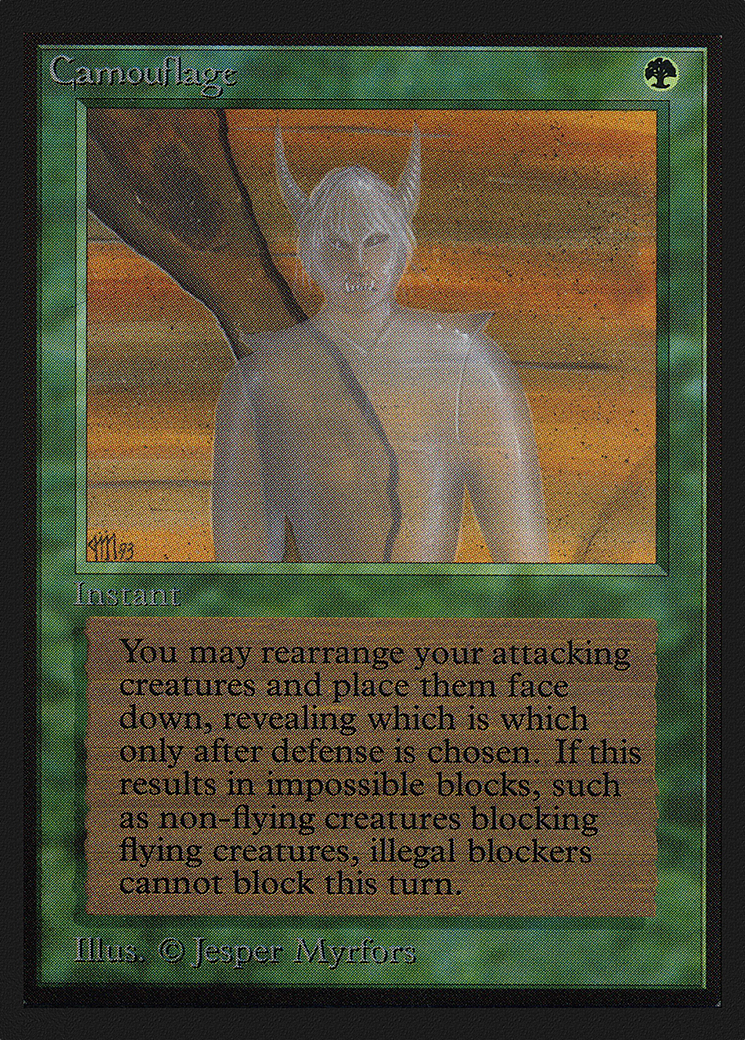 Camouflage
JM 93
Instant
You may rearrange your attacking
creatures and place them face
down, revealing which is which
only after defense is chosen. If this
results in impossible blocks, such
as non-flying creatures blocking
flying creatures, illegal blockers
cannot block this turn.
Illus. © Jesper Myrfors